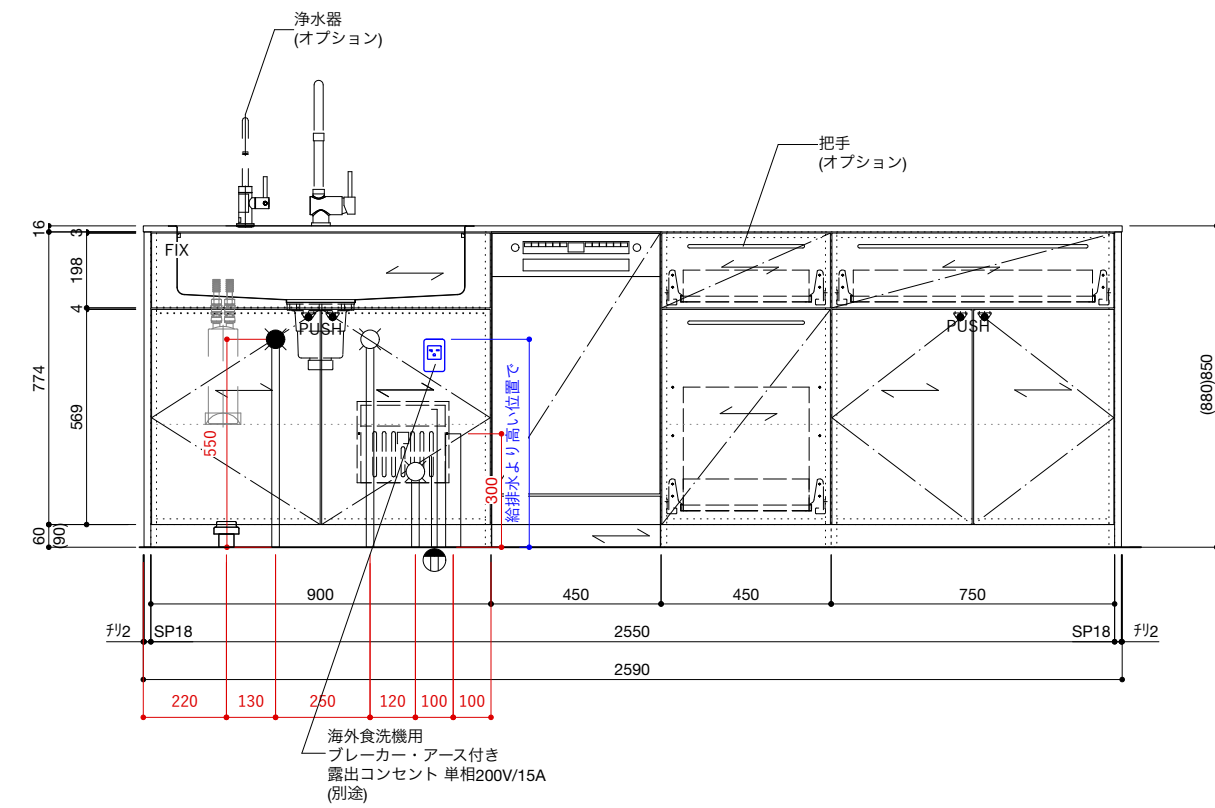 浄水器
(オプション)
把手
(オプション)
16
3
FIX
198
4
PUSH
PUSH
774
569
550
300
給排水より高い位置で
(880)850
60
(90)
900
450
450
750
ﾁﾘ2
SP18
2550
SP18
ﾁﾘ2
2590
220
130
250
120
100
100
海外食洗機用
ブレーカー・アース付き
露出コンセント 単相200V/15A
(別途)